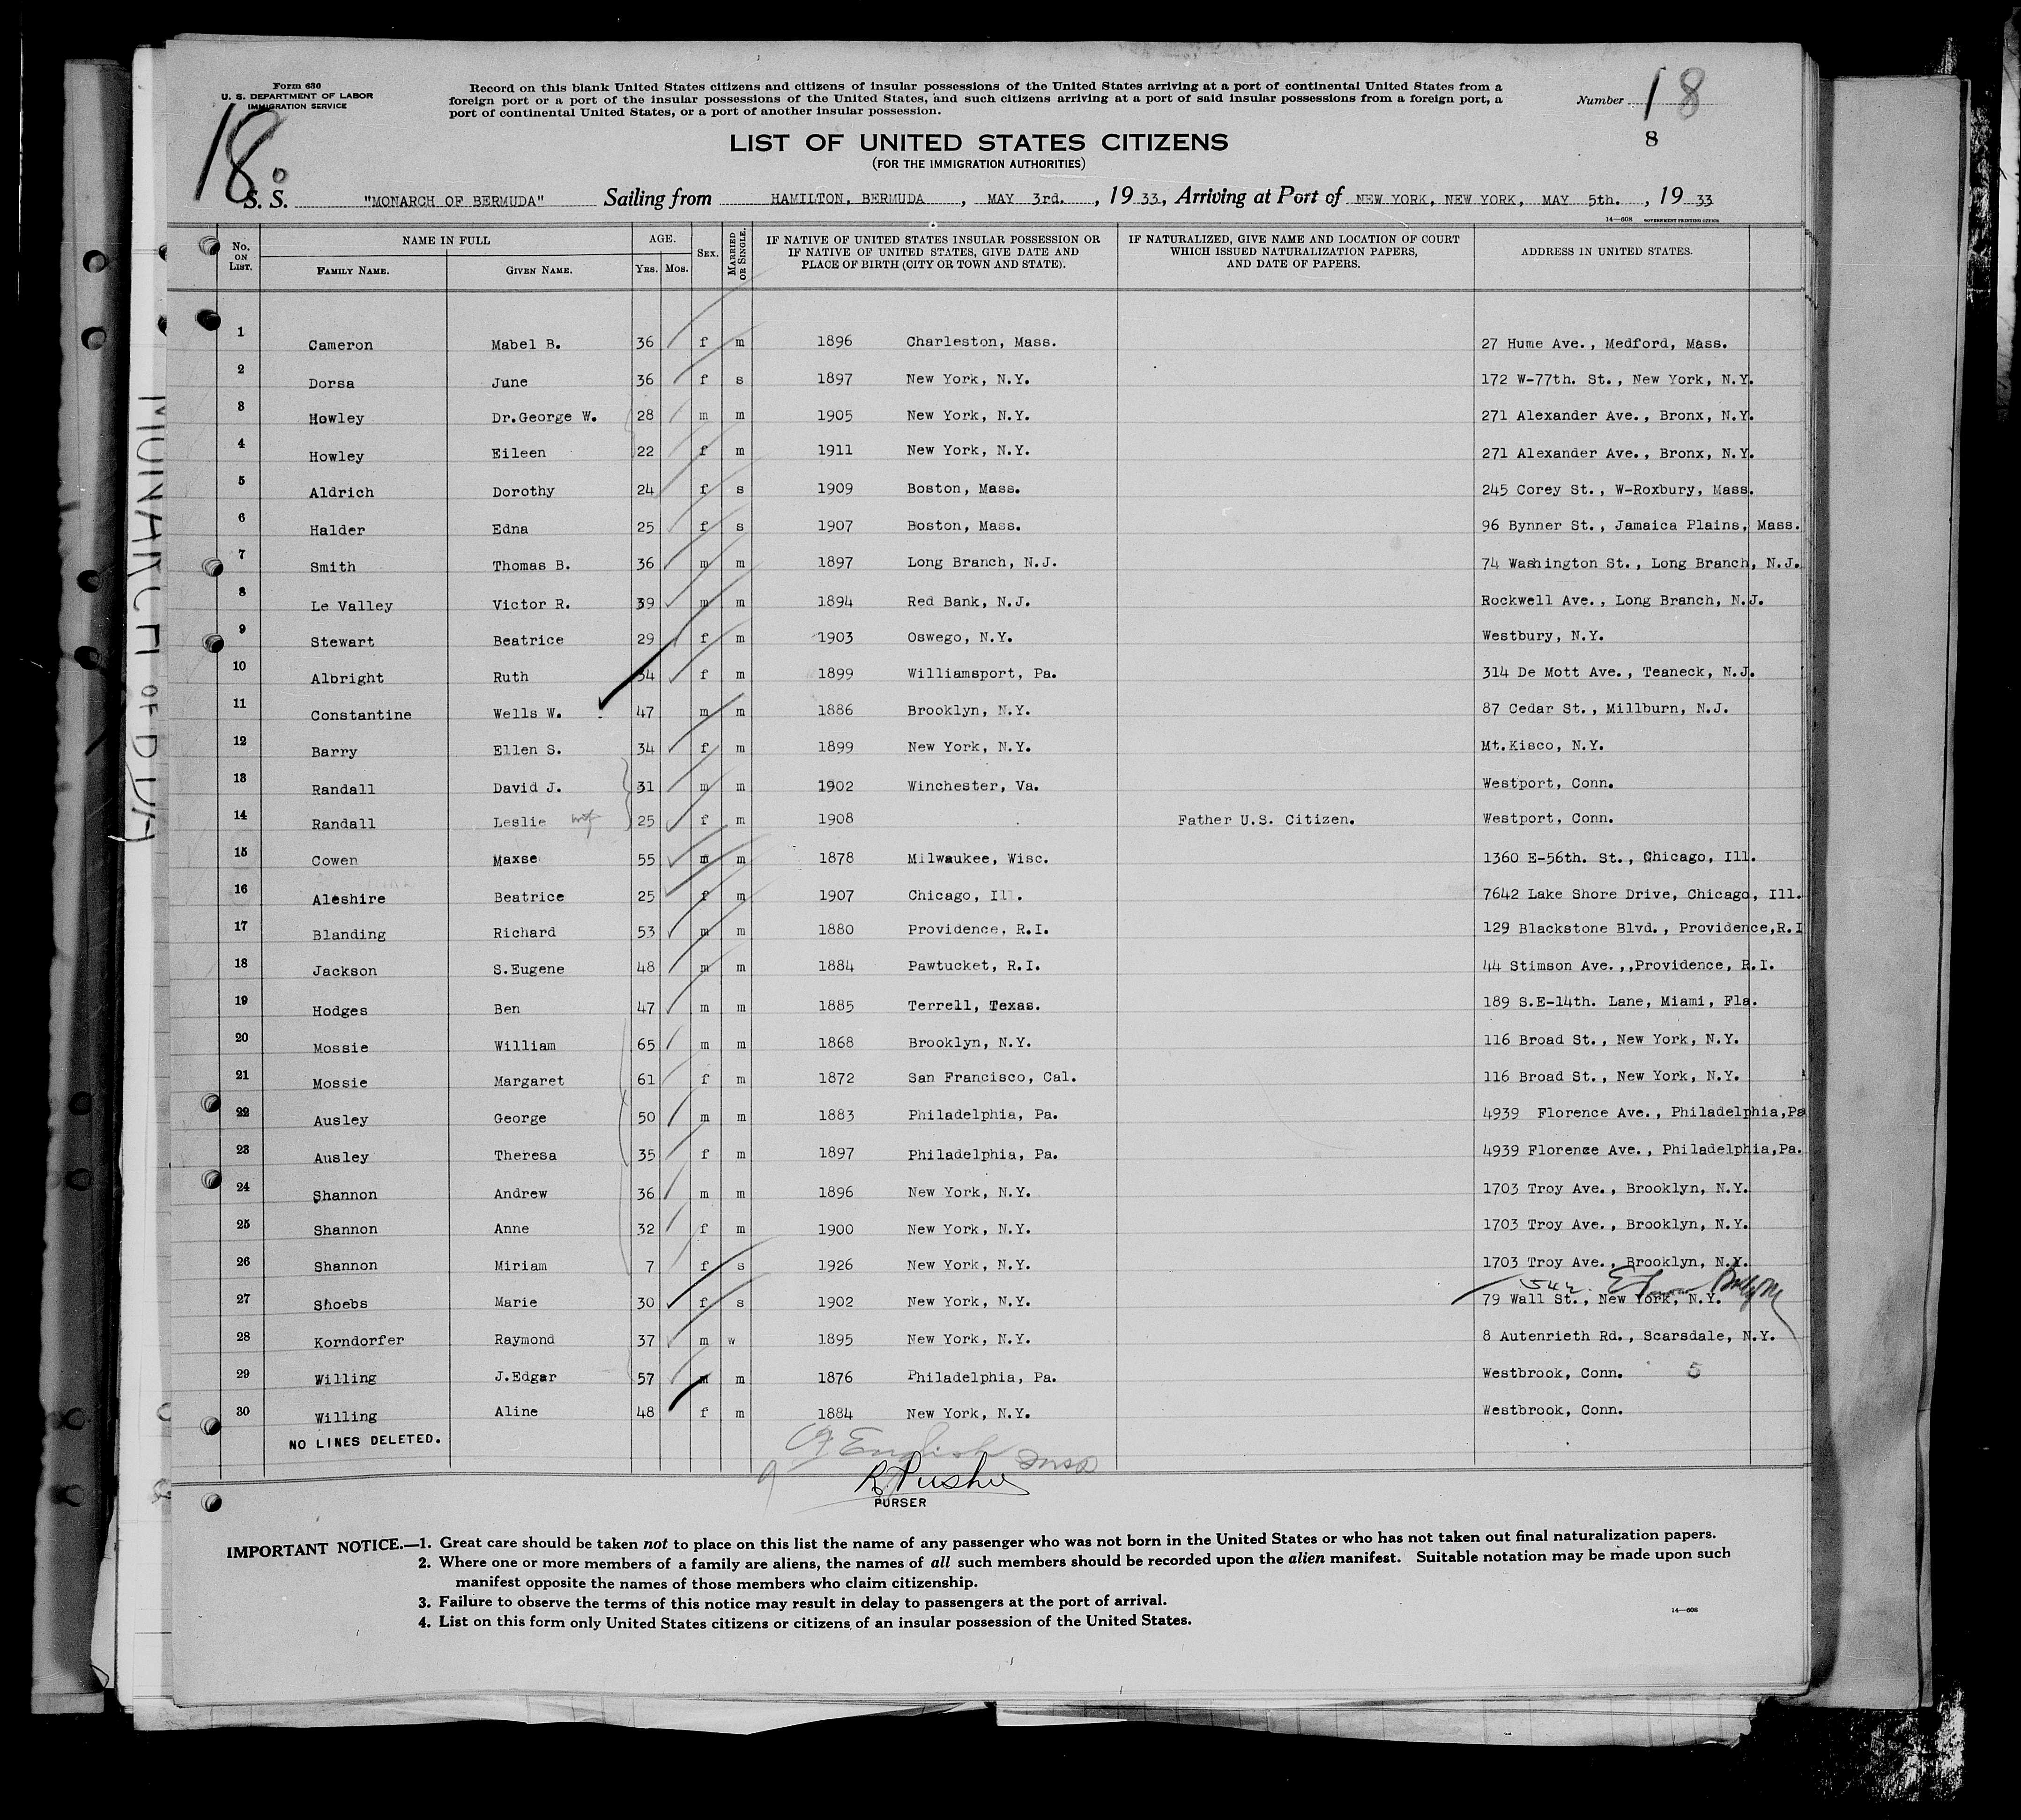 Form 630
U. S. DEPARTMENT OF LABOR
IMMIGRATION SERVICE
Record on this blank United States citizens and citizens of insular possessions of the United States arriving at a port of continental United States from a
foreign port or a port of the insular possessions of the United States, and such citizens arriving at a port of said insular possessions from a foreign port, a
port of continental United States, or a port of another insular possession.
Number 18
8
18
LIST OF UNITED STATES CITIZENS
(FOR THE IMMIGRATION AUTHORITIES)
S. S. "MONARCH OF BERMUDA" Sailing from HAMILTON, BERMUDA, MAY 3rd., 1933, Arriving at Port of NEW YORK, NEW YORK, MAY 5th., 1933
14—608 GOVERNMENT PRINTING OFFICE
No. ON LIST. NAME IN FULL FAMILY NAME. GIVEN NAME. AGE. YRS. MOS. SEX. MARRIED OR SINGLE. IF NATIVE OF UNITED STATES INSULAR POSSESSION OR IF NATIVE OF UNITED STATES, GIVE DATE AND PLACE OF BIRTH (CITY OR TOWN AND STATE). IF NATURALIZED, GIVE NAME AND LOCATION OF COURT WHICH ISSUED NATURALIZATION PAPERS, AND DATE OF PAPERS. ADDRESS IN UNITED STATES.
1 Cameron Mabel B. 36 f m 1896 Charleston, Mass. 27 Hume Ave., Medford, Mass.
2 Dorsa June 36 f s 1897 New York, N.Y. 172 W-77th. St., New York, N.Y.
3 Howley Dr.George W. 28 m m 1905 New York, N.Y. 271 Alexander Ave., Bronx, N.Y.
4 Howley Eileen 22 f m 1911 New York, N.Y. 271 Alexander Ave., Bronx, N.Y.
5 Aldrich Dorothy 24 f s 1909 Boston, Mass. 245 Corey St., W-Roxbury, Mass.
6 Halder Edna 25 f s 1907 Boston, Mass. 96 Bynner St., Jamaica Plains, Mass.
7 Smith Thomas B. 36 m m 1897 Long Branch, N.J. 74 Washington St., Long Branch, N.J.
8 Le Valley Victor R. 39 m m 1894 Red Bank, N.J. Rockwell Ave., Long Branch, N.J.
9 Stewart Beatrice 29 f m 1903 Oswego, N.Y. Westbury, N.Y.
10 Albright Ruth 34 f m 1899 Williamsport, Pa. 314 De Mott Ave., Teaneck, N.J.
11 Constantine Wells W. 47 m m 1886 Brooklyn, N.Y. 87 Cedar St., Millburn, N.J.
12 Barry Ellen S. 34 f m 1899 New York, N.Y. Mt.Kisco, N.Y.
13 Randall David J. 31 m m 1902 Winchester, Va. Westport, Conn.
14 Randall Leslie wf 25 f m 1908 Father U.S. Citizen. Westport, Conn.
15 Cowen Maxse 55 m m 1878 Milwaukee, Wisc. 1360 E-56th. St., Chicago, Ill.
16 Aleshire Beatrice 25 f m 1907 Chicago, Ill. 7642 Lake Shore Drive, Chicago, Ill.
17 Blanding Richard 53 m m 1880 Providence, R.I. 129 Blackstone Blvd., Providence,R.I
18 Jackson S.Eugene 48 m m 1884 Pawtucket, R.I. 44 Stimson Ave.,,Providence, R.I.
19 Hodges Ben 47 m m 1885 Terrell, Texas. 189 S.E-14th. Lane, Miami, Fla.
20 Mossie William 65 m m 1868 Brooklyn, N.Y. 116 Broad St., New York, N.Y.
21 Mossie Margaret 61 f m 1872 San Francisco, Cal. 116 Broad St., New York, N.Y.
22 Ausley George 50 m m 1883 Philadelphia, Pa. 4939 Florence Ave., Philadelphia,Pa
23 Ausley Theresa 35 f m 1897 Philadelphia, Pa. 4939 Florenze Ave., Philadelphia,Pa.
24 Shannon Andrew 36 m m 1896 New York, N.Y. 1703 Troy Ave., Brooklyn, N.Y.
25 Shannon Anne 32 f m 1900 New York, N.Y. 1703 Troy Ave., Brooklyn, N.Y.
26 Shannon Miriam 7 f s 1926 New York, N.Y. 1703 Troy Ave., Brooklyn, N.Y.
27 Shoebs Marie 30 f s 1902 New York, N.Y. 79 Wall St., New York, N.Y.
28 Korndorfer Raymond 37 m w 1895 New York, N.Y. 8 Autenrieth Rd., Scarsdale, N.Y.
29 Willing J.Edgar 57 m m 1876 Philadelphia, Pa. Westbrook, Conn. 5
30 Willing Aline 48 f m 1884 New York, N.Y. Westbrook, Conn.
NO LINES DELETED.
English Insp
PURSER
IMPORTANT NOTICE.—1. Great care should be taken not to place on this list the name of any passenger who was not born in the United States or who has not taken out final naturalization papers.
2. Where one or more members of a family are aliens, the names of all such members should be recorded upon the alien manifest. Suitable notation may be made upon such
manifest opposite the names of those members who claim citizenship.
3. Failure to observe the terms of this notice may result in delay to passengers at the port of arrival.
4. List on this form only United States citizens or citizens of an insular possession of the United States.
14—608
MONARCH OF BDA